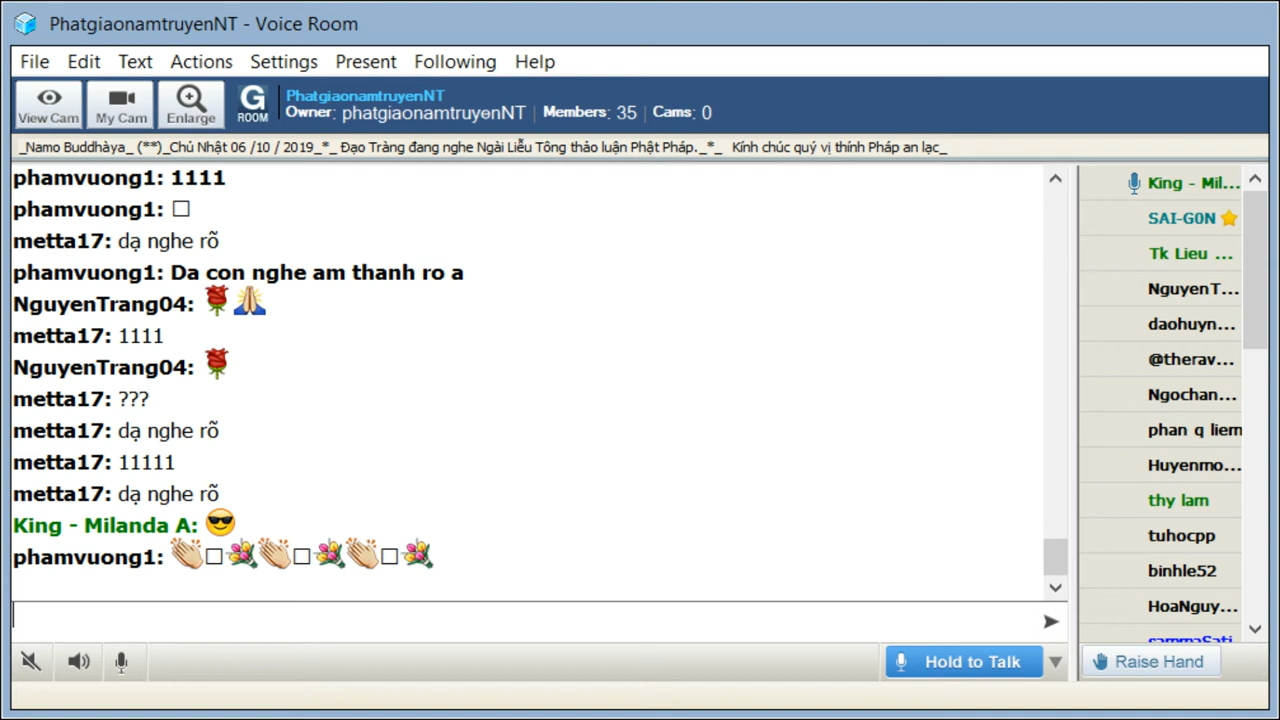 PhatgiaonamtruyenNT - Voice Room
File Edit Text Actions Settings Present Following Help
View Cam My Cam Enlarge G ROOM PhatgiaonamtruyenNT
Owner: phatgiaonamtruyenNT | Members: 35 | Cams: 0
_Namo Buddhàya_ (**)_Chủ Nhật 06 /10 / 2019_*_ Đạo Tràng đang nghe Ngài Liễu Tông thảo luận Phật Pháp._*_ Kính chúc quý vị thính Pháp an lạc_
phamvuong1: 1111
phamvuong1: □
metta17: dạ nghe rõ
phamvuong1: Da con nghe am thanh ro a
NguyenTrang04: 🌹🙏
metta17: 1111
NguyenTrang04: 🌹
metta17: ???
metta17: dạ nghe rõ
metta17: 11111
metta17: dạ nghe rõ
King - Milanda A: 😎
phamvuong1: 👏□💐👏□💐👏□💐
King - Mil...
SAI-G0N
Tk Lieu ...
NguyenT...
daohuyn...
@therav...
Ngochan...
phan q liem
Huyenmo...
thy lam
tuhocpp
binhle52
HoaNguy...
sammaSati
Hold to Talk
Raise Hand